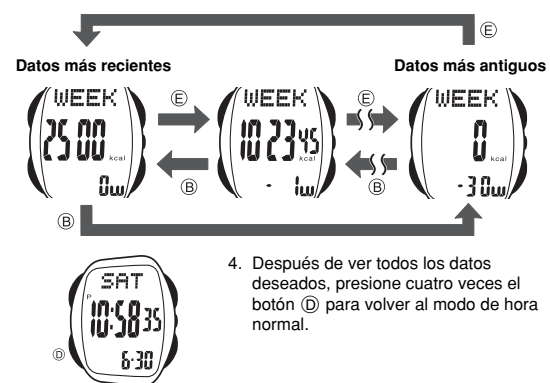 Ⓔ
Datos más recientes
Datos más antiguos
WEEK
2500
kcal
0w
Ⓔ
Ⓑ
WEEK
102345
kcal
- 1w
Ⓔ
Ⓑ
WEEK
0
kcal
-30w
Ⓑ
SAT
P
10:58 35
6-30
Ⓓ
4. Después de ver todos los datos
deseados, presione cuatro veces el
botón Ⓓ para volver al modo de hora
normal.